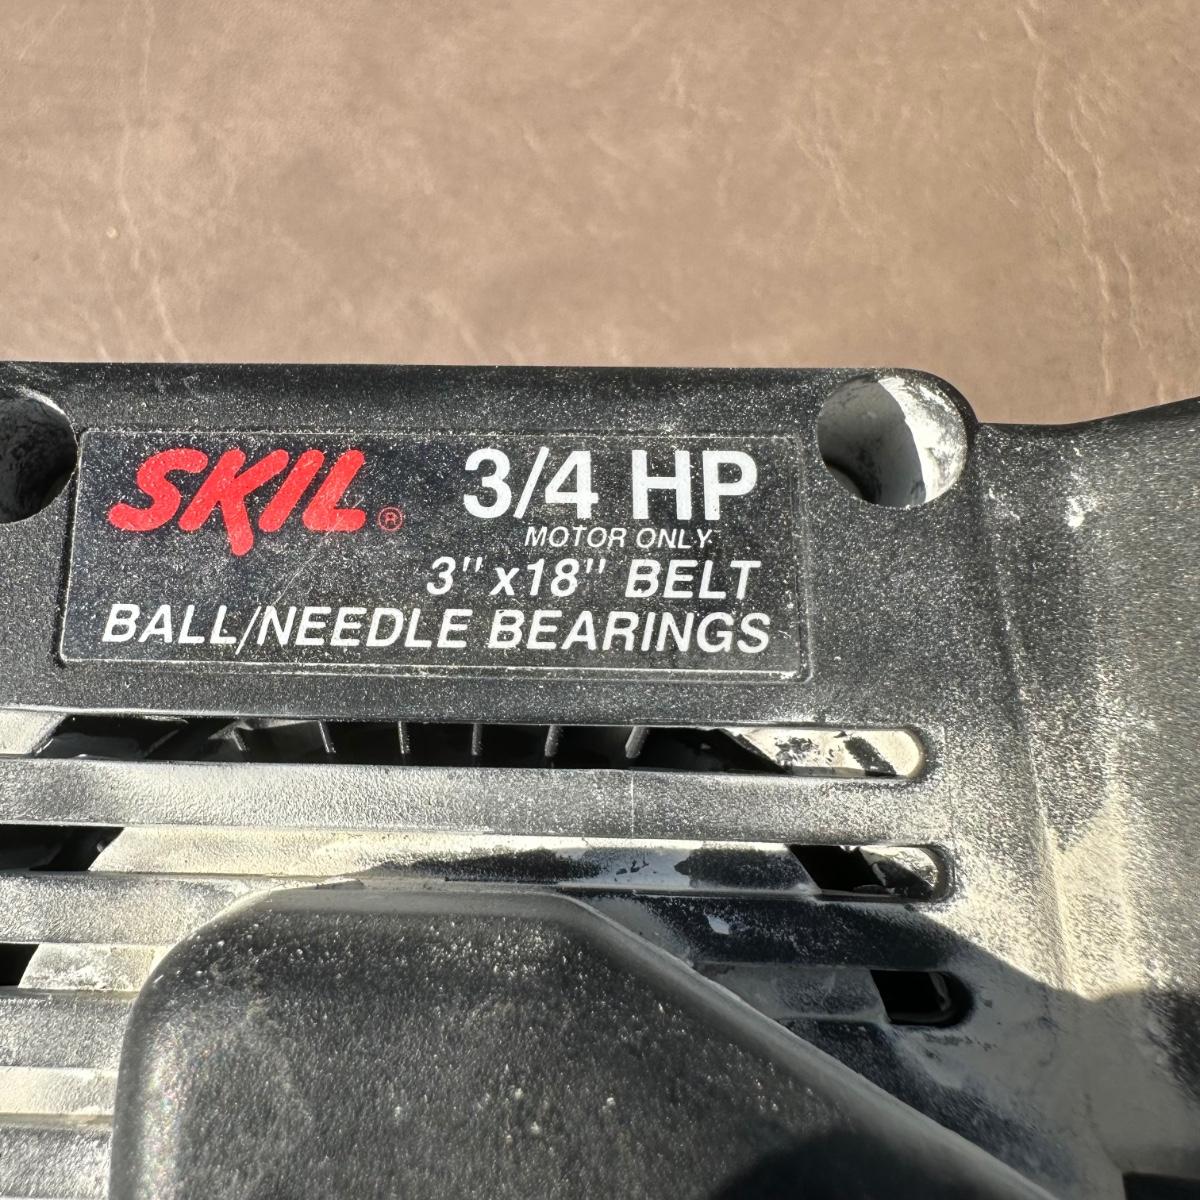 SKIL® 3/4 HP
MOTOR ONLY
3"x18" BELT
BALL/NEEDLE BEARINGS